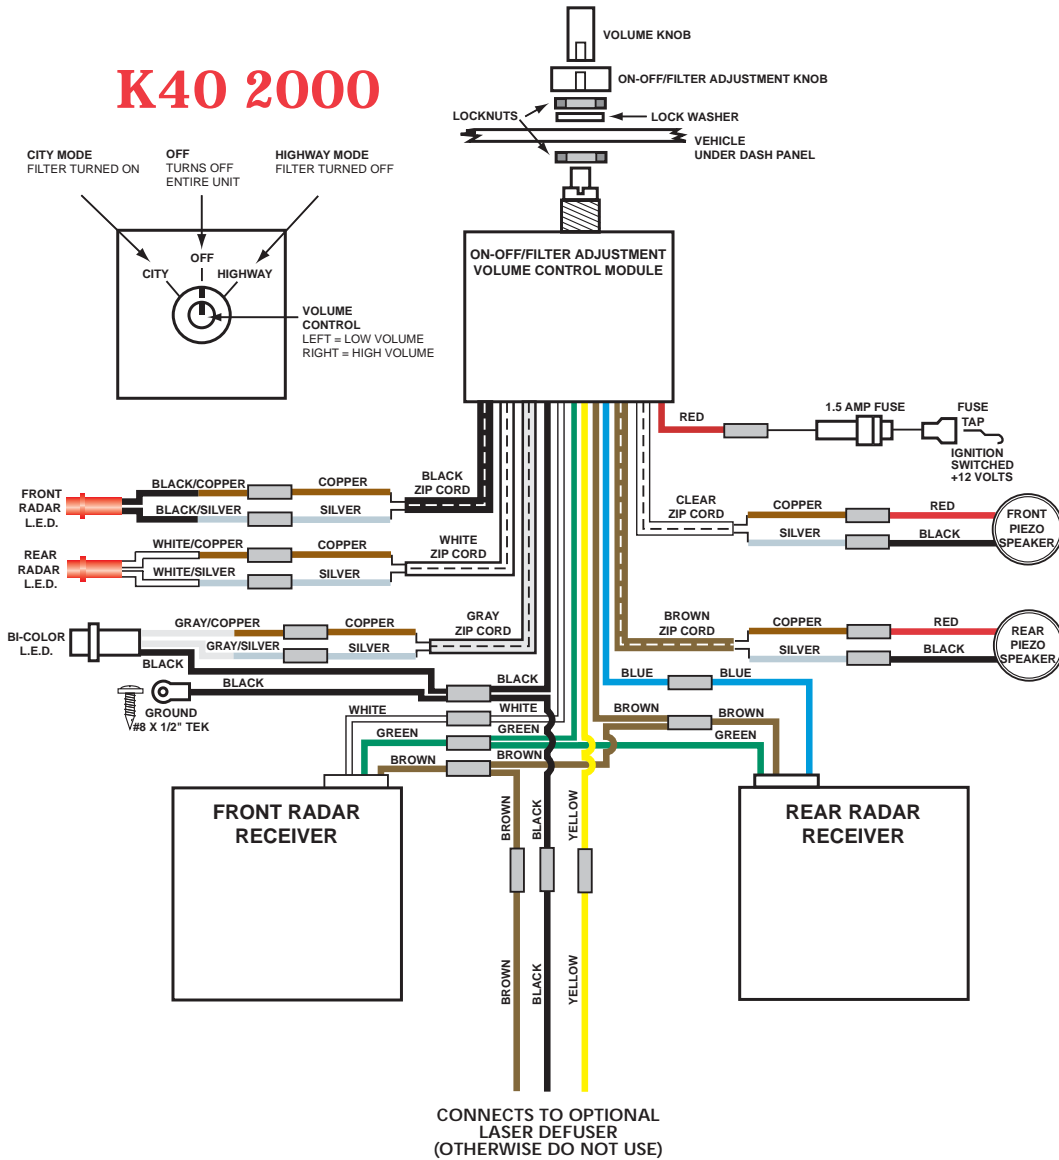 VOLUME KNOB
K40 2000
ON-OFF/FILTER ADJUSTMENT KNOB
LOCKNUTS
LOCK WASHER
VEHICLE
UNDER DASH PANEL
CITY MODE
FILTER TURNED ON
OFF
TURNS OFF
ENTIRE UNIT
HIGHWAY MODE
FILTER TURNED OFF
OFF
CITY
HIGHWAY
VOLUME
CONTROL
LEFT = LOW VOLUME
RIGHT = HIGH VOLUME
ON-OFF/FILTER ADJUSTMENT
VOLUME CONTROL MODULE
RED
1.5 AMP FUSE
FUSE
TAP
IGNITION
SWITCHED
+12 VOLTS
FRONT
RADAR
L.E.D.
BLACK/COPPER
COPPER
BLACK/SILVER
SILVER
BLACK
ZIP CORD
REAR
RADAR
L.E.D.
WHITE/COPPER
COPPER
WHITE/SILVER
SILVER
WHITE
ZIP CORD
CLEAR
ZIP CORD
COPPER
SILVER
RED
BLACK
FRONT
PIEZO
SPEAKER
BI-COLOR
L.E.D.
GRAY/COPPER
COPPER
GRAY/SILVER
SILVER
GRAY
ZIP CORD
BLACK
BROWN
ZIP CORD
COPPER
SILVER
RED
BLACK
REAR
PIEZO
SPEAKER
BLACK
BLACK
GROUND
#8 X 1/2" TEK
BLUE
BLUE
WHITE
WHITE
GREEN
GREEN
BROWN
BROWN
BROWN
BROWN
GREEN
FRONT RADAR
RECEIVER
REAR RADAR
RECEIVER
BROWN
BLACK
YELLOW
BROWN
BLACK
YELLOW
CONNECTS TO OPTIONAL
LASER DEFUSER
(OTHERWISE DO NOT USE)